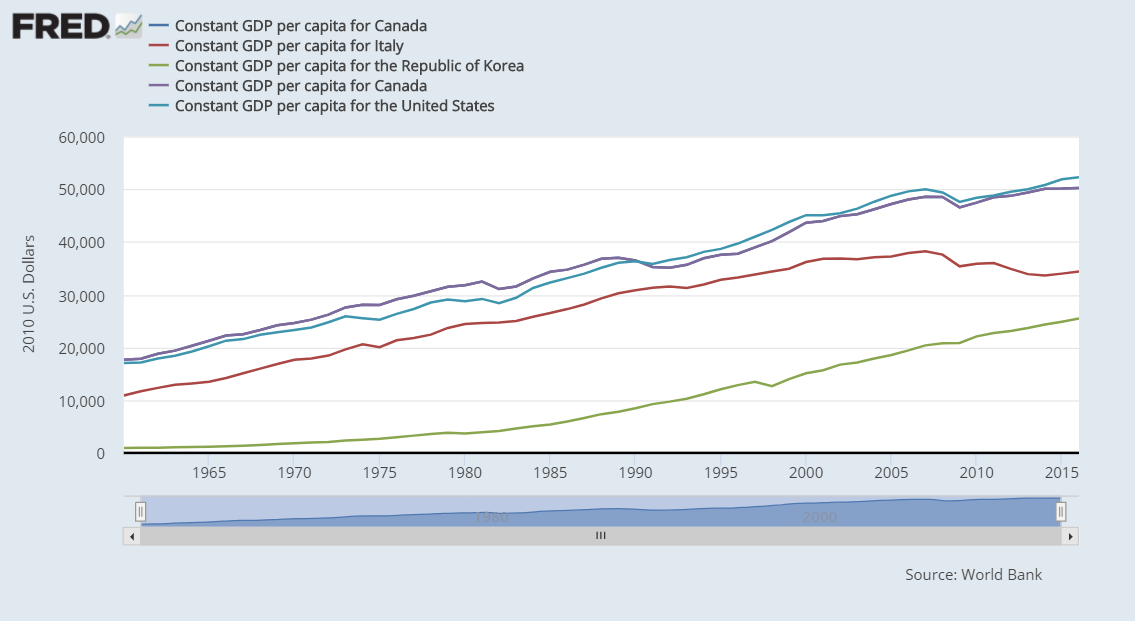 FRED
Constant GDP per capita for Canada
Constant GDP per capita for Italy
Constant GDP per capita for the Republic of Korea
Constant GDP per capita for Canada
Constant GDP per capita for the United States
60,000
50,000
40,000
30,000
20,000
10,000
0
2010 U.S. Dollars
1965 1970 1975 1980 1985 1990 1995 2000 2005 2010 2015
1980 2000
Source: World Bank